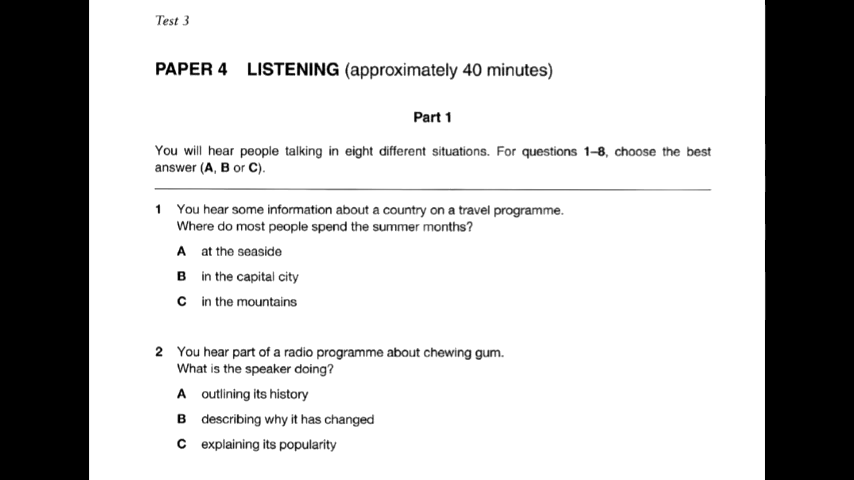 Test 3
PAPER 4 LISTENING (approximately 40 minutes)
Part 1
You will hear people talking in eight different situations. For questions 1–8, choose the best
answer (A, B or C).
1 You hear some information about a country on a travel programme.
Where do most people spend the summer months?
A at the seaside
B in the capital city
C in the mountains
2 You hear part of a radio programme about chewing gum.
What is the speaker doing?
A outlining its history
B describing why it has changed
C explaining its popularity